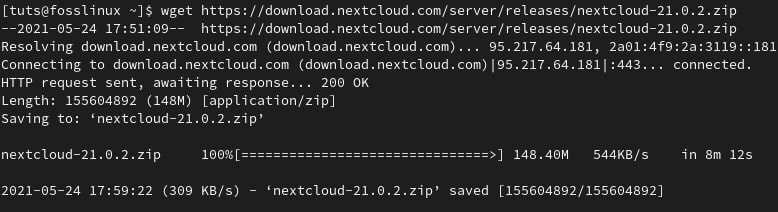 [tuts@fosslinux ~]$ wget https://download.nextcloud.com/server/releases/nextcloud-21.0.2.zip
--2021-05-24 17:51:09--  https://download.nextcloud.com/server/releases/nextcloud-21.0.2.zip
Resolving download.nextcloud.com (download.nextcloud.com)... 95.217.64.181, 2a01:4f9:2a:3119::181
Connecting to download.nextcloud.com (download.nextcloud.com)|95.217.64.181|:443... connected.
HTTP request sent, awaiting response... 200 OK
Length: 155604892 (148M) [application/zip]
Saving to: ‘nextcloud-21.0.2.zip’
nextcloud-21.0.2.zip     100%[===============================>] 148.40M   544KB/s    in 8m 12s
2021-05-24 17:59:22 (309 KB/s) - ‘nextcloud-21.0.2.zip’ saved [155604892/155604892]